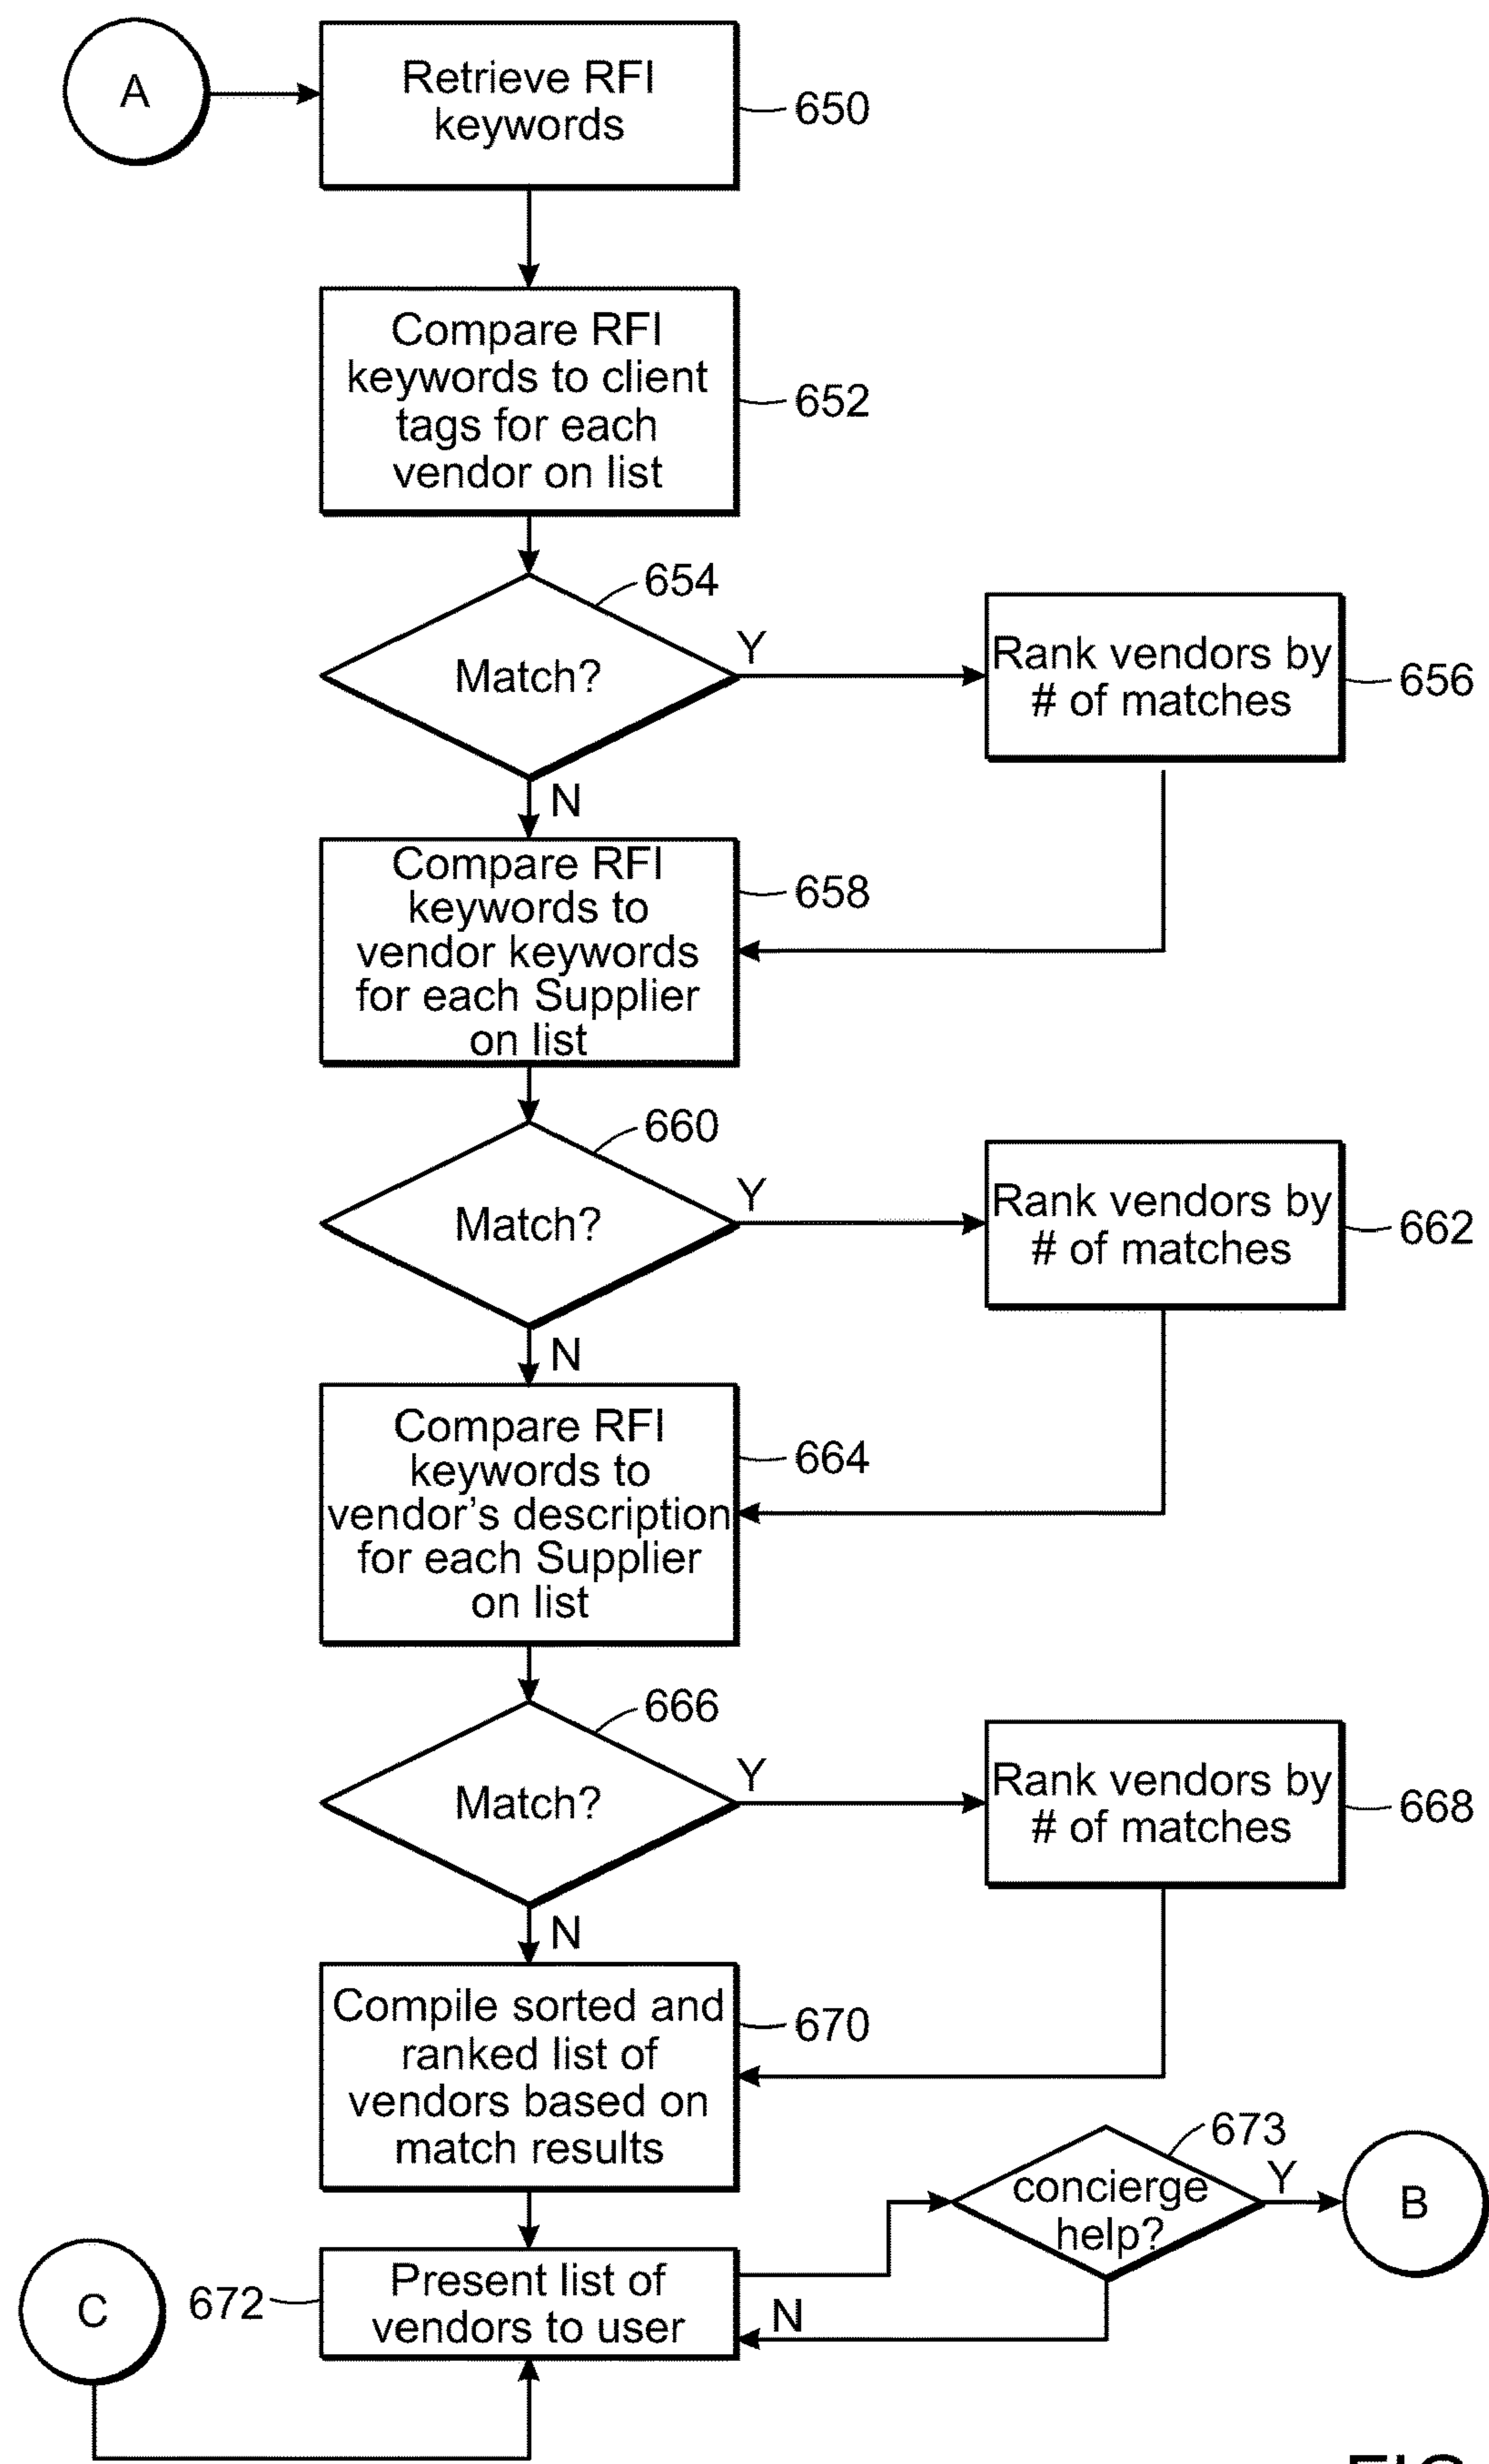 A
Retrieve RFI
keywords
650
Compare RFI
keywords to client
tags for each
vendor on list
652
654
Match?
Y
Rank vendors by
# of matches
656
N
Compare RFI
keywords to
vendor keywords
for each Supplier
on list
658
660
Match?
Y
Rank vendors by
# of matches
662
N
Compare RFI
keywords to
vendor's description
for each Supplier
on list
664
666
Match?
Y
Rank vendors by
# of matches
668
N
Compile sorted and
ranked list of
vendors based on
match results
670
673
concierge
help?
Y
B
C
672
Present list of
vendors to user
N